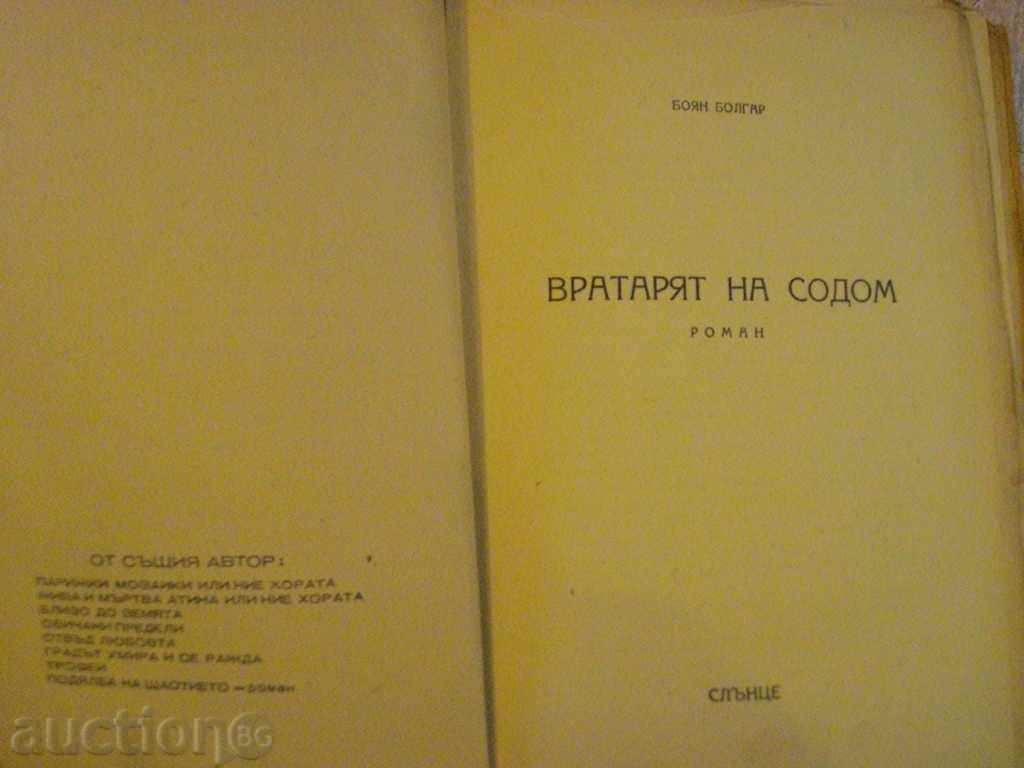 ОТ СЪЩИЯ АВТОР:
ПАРИЖКИ МОЗАЙКИ ИЛИ НИЕ ХОРАТА
ЖИВА И МЪРТВА АТИНА ИЛИ НИЕ ХОРАТА
БЛИЗО ДО ЗЕМЯТА
ОБИЧАНИ ПРЕДЕЛИ
ОТВЪД ЛЮБОВТА
ГРАДЪТ УМИРА И СЕ РАЖДА
ТРОФЕИ
ПОДЯЛБА НА ЩАСТИЕТО — роман
БОЯН БОЛГАР
ВРАТАРЯТ НА СОДОМ
РОМАН
СЛЪНЦЕ
auction BG